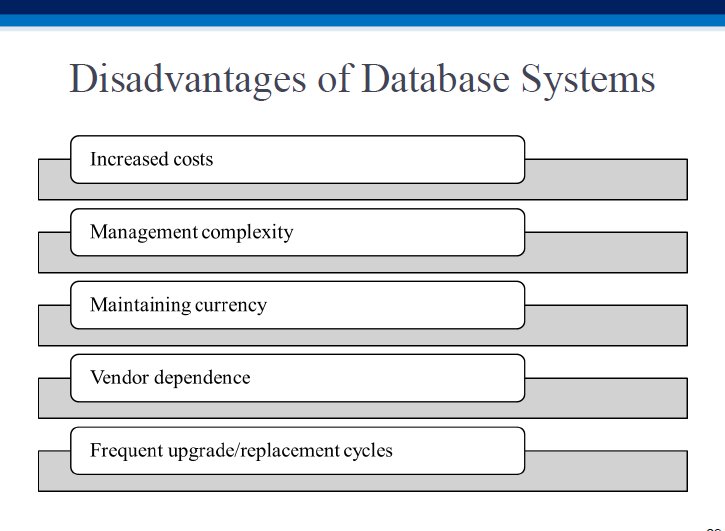 Disadvantages of Database Systems
Increased costs
Management complexity
Maintaining currency
Vendor dependence
Frequent upgrade/replacement cycles